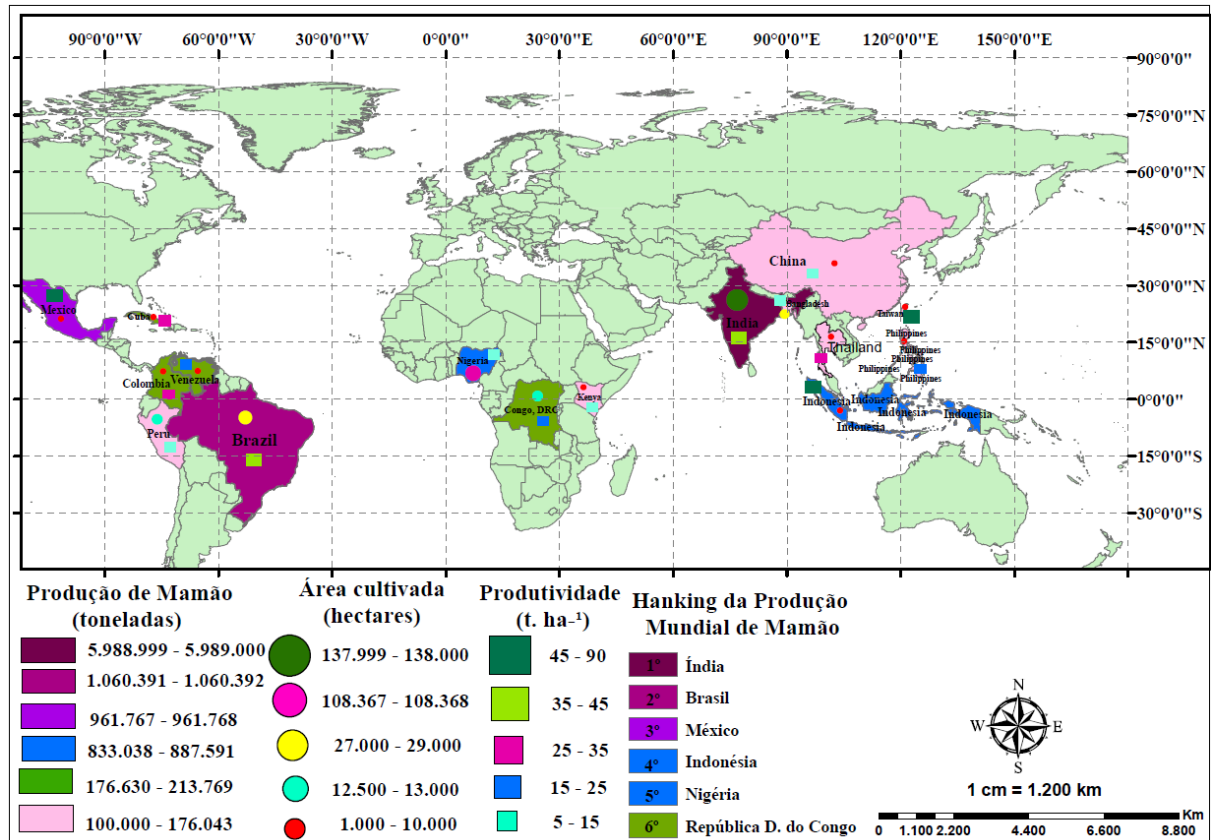 90°0'0"W 60°0'0"W 0°0'0" 30°0'0"E 60°0'0"E 90°0'0"E 120°0'0"E 150°0'0"E
90°0'0"N
75°0'0"N
60°0'0"N
45°0'0"N
30°0'0"N
15°0'0"N
0°0'0"
15°0'0"S
30°0'0"S
China
Mexico
Cuba
Bangladesh
Taiwan
India
Philippines
Philippines
Thailand
Philippines
Philippines
Philippines
Nigeria
Colombia
Venezuela
Kenya
Congo, DRC
Indonesia
Indonesia
Indonesia
Indonesia
Indonesia
Peru
Brazil
Produção de Mamão
(toneladas)
5.988.999 - 5.989.000
1.060.391 - 1.060.392
961.767 - 961.768
833.038 - 887.591
176.630 - 213.769
100.000 - 176.043
Área cultivada
(hectares)
137.999 - 138.000
108.367 - 108.368
27.000 - 29.000
12.500 - 13.000
1.000 - 10.000
Produtividade
(t. ha-¹)
45 - 90
35 - 45
25 - 35
15 - 25
5 - 15
Hanking da Produção
Mundial de Mamão
1º Índia
2º Brasil
3º México
4º Indonésia
5º Nigéria
6º República D. do Congo
N
W E
S
1 cm = 1.200 km
Km
0 1.100 2.200 4.400 6.600 8.800